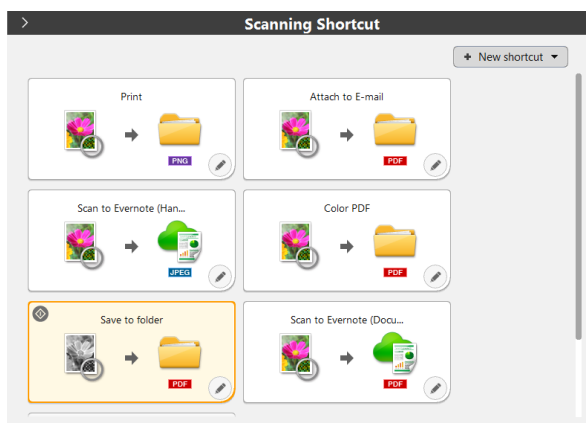 Scanning Shortcut
+ New shortcut
Print
PNG
Attach to E-mail
PDF
Scan to Evernote (Han...
JPEG
Color PDF
PDF
Save to folder
PDF
Scan to Evernote (Docu...
PDF